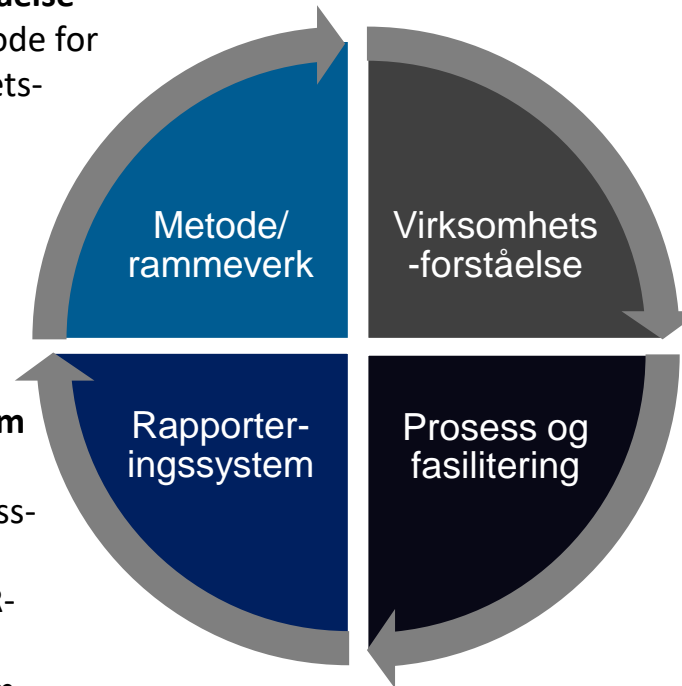 ode for
ets-
Metode/
rammeverk
Virksomhets
-forståelse
m
ss-
Rapporter-
ingssystem
Prosess og
fasilitering